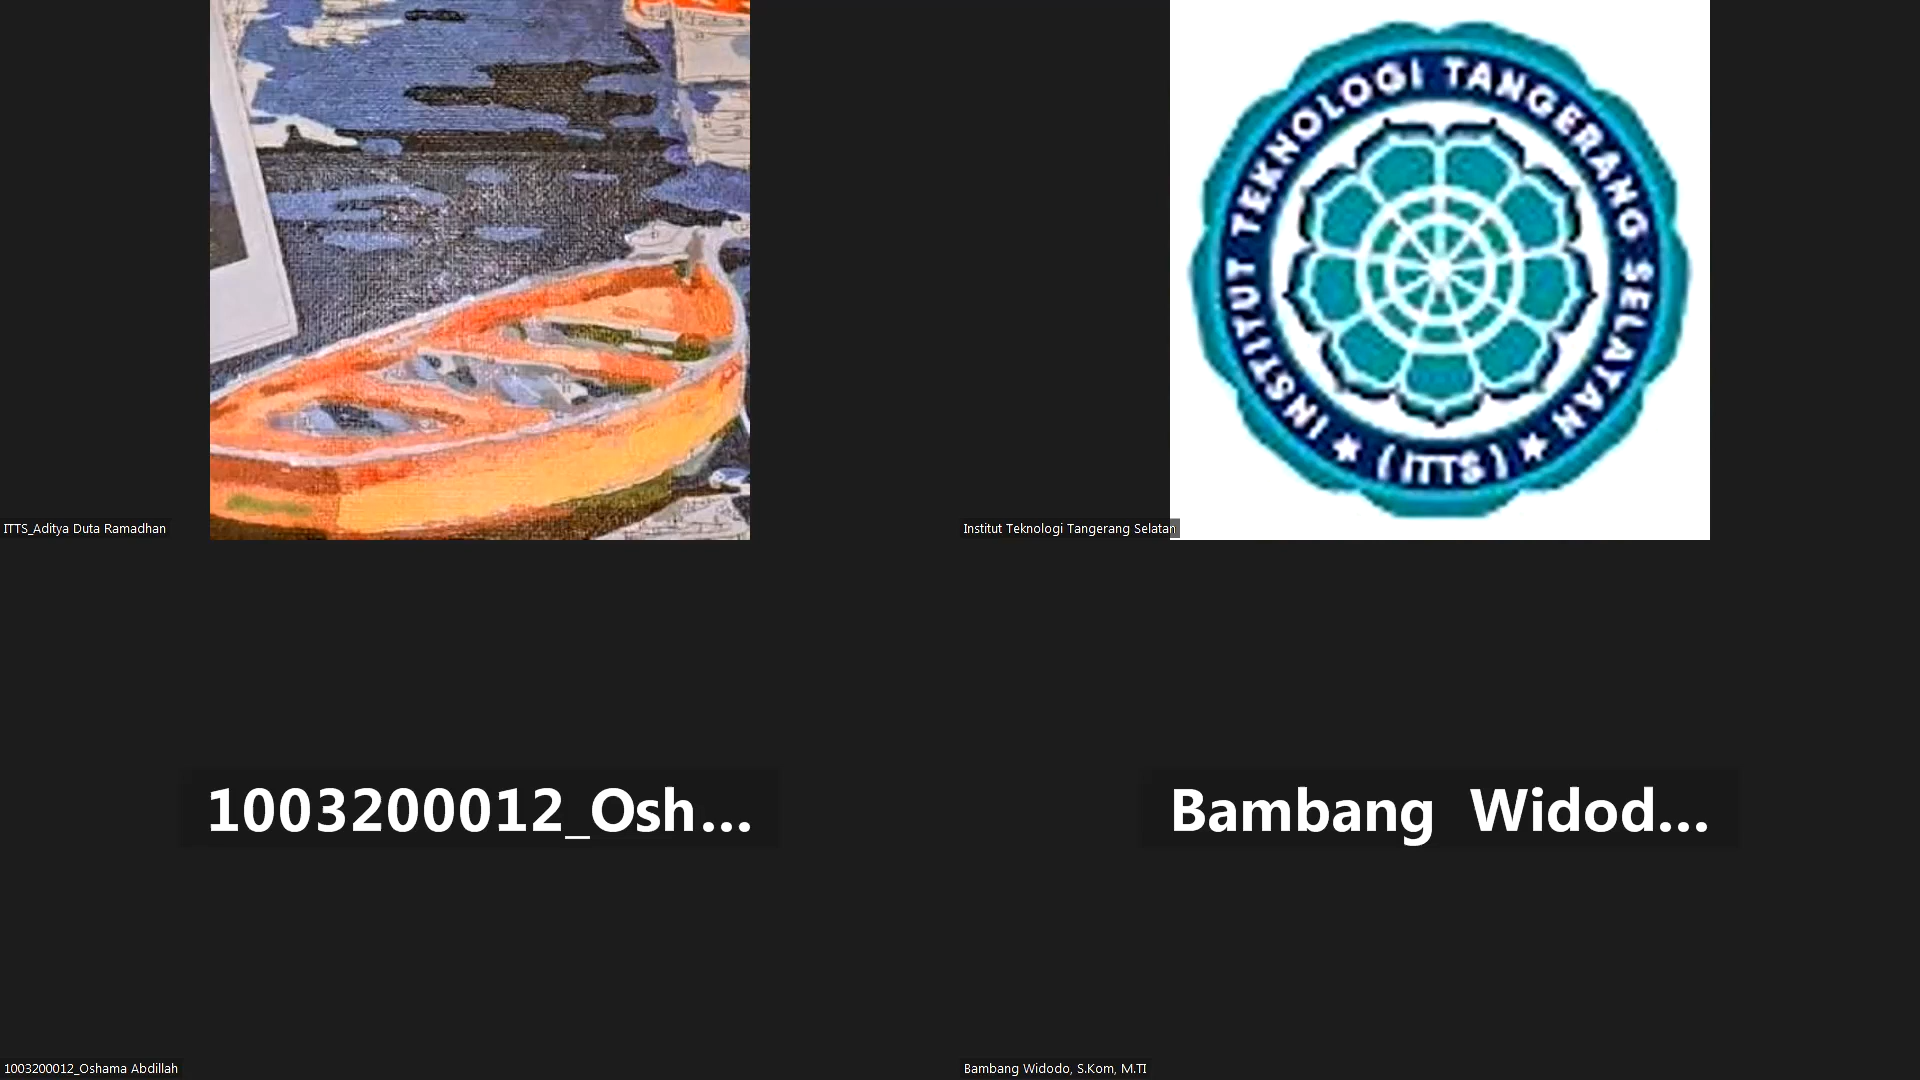 INSTITUT TEKNOLOGI TANGERANG SELATAN
★ (ITTS) ★
ITTS_Aditya Duta Ramadhan
Institut Teknologi Tangerang Selatan
1003200012_Osh...
Bambang Widod...
1003200012_Oshama Abdillah
Bambang Widodo, S.Kom, M.TI